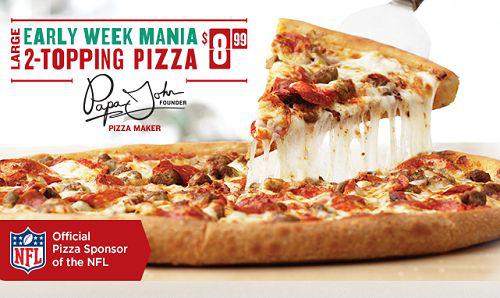 LARGE
EARLY WEEK MANIA
2-TOPPING PIZZA
$8.99
Papa John
FOUNDER
PIZZA MAKER
NFL
Official
Pizza Sponsor
of the NFL